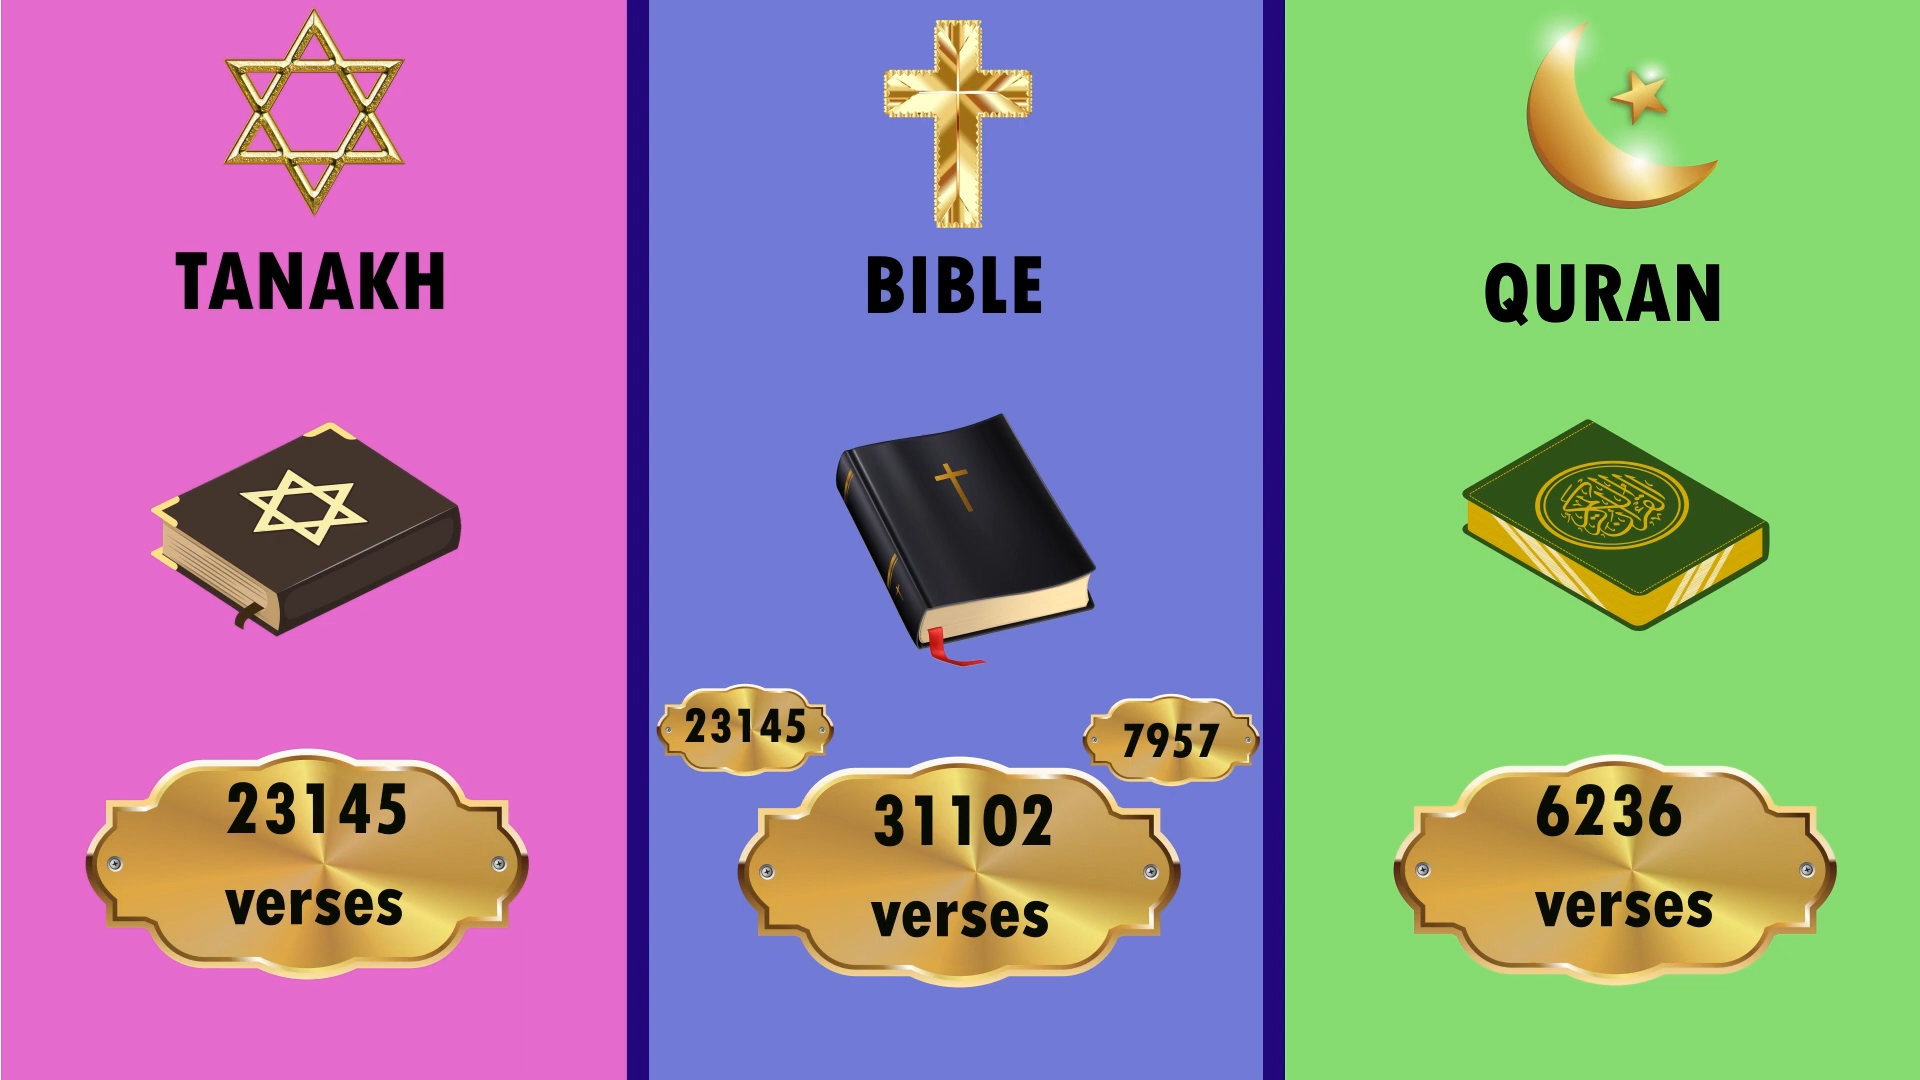 TANAKH
23145
verses
BIBLE
23145
7957
31102
verses
QURAN
6236
verses